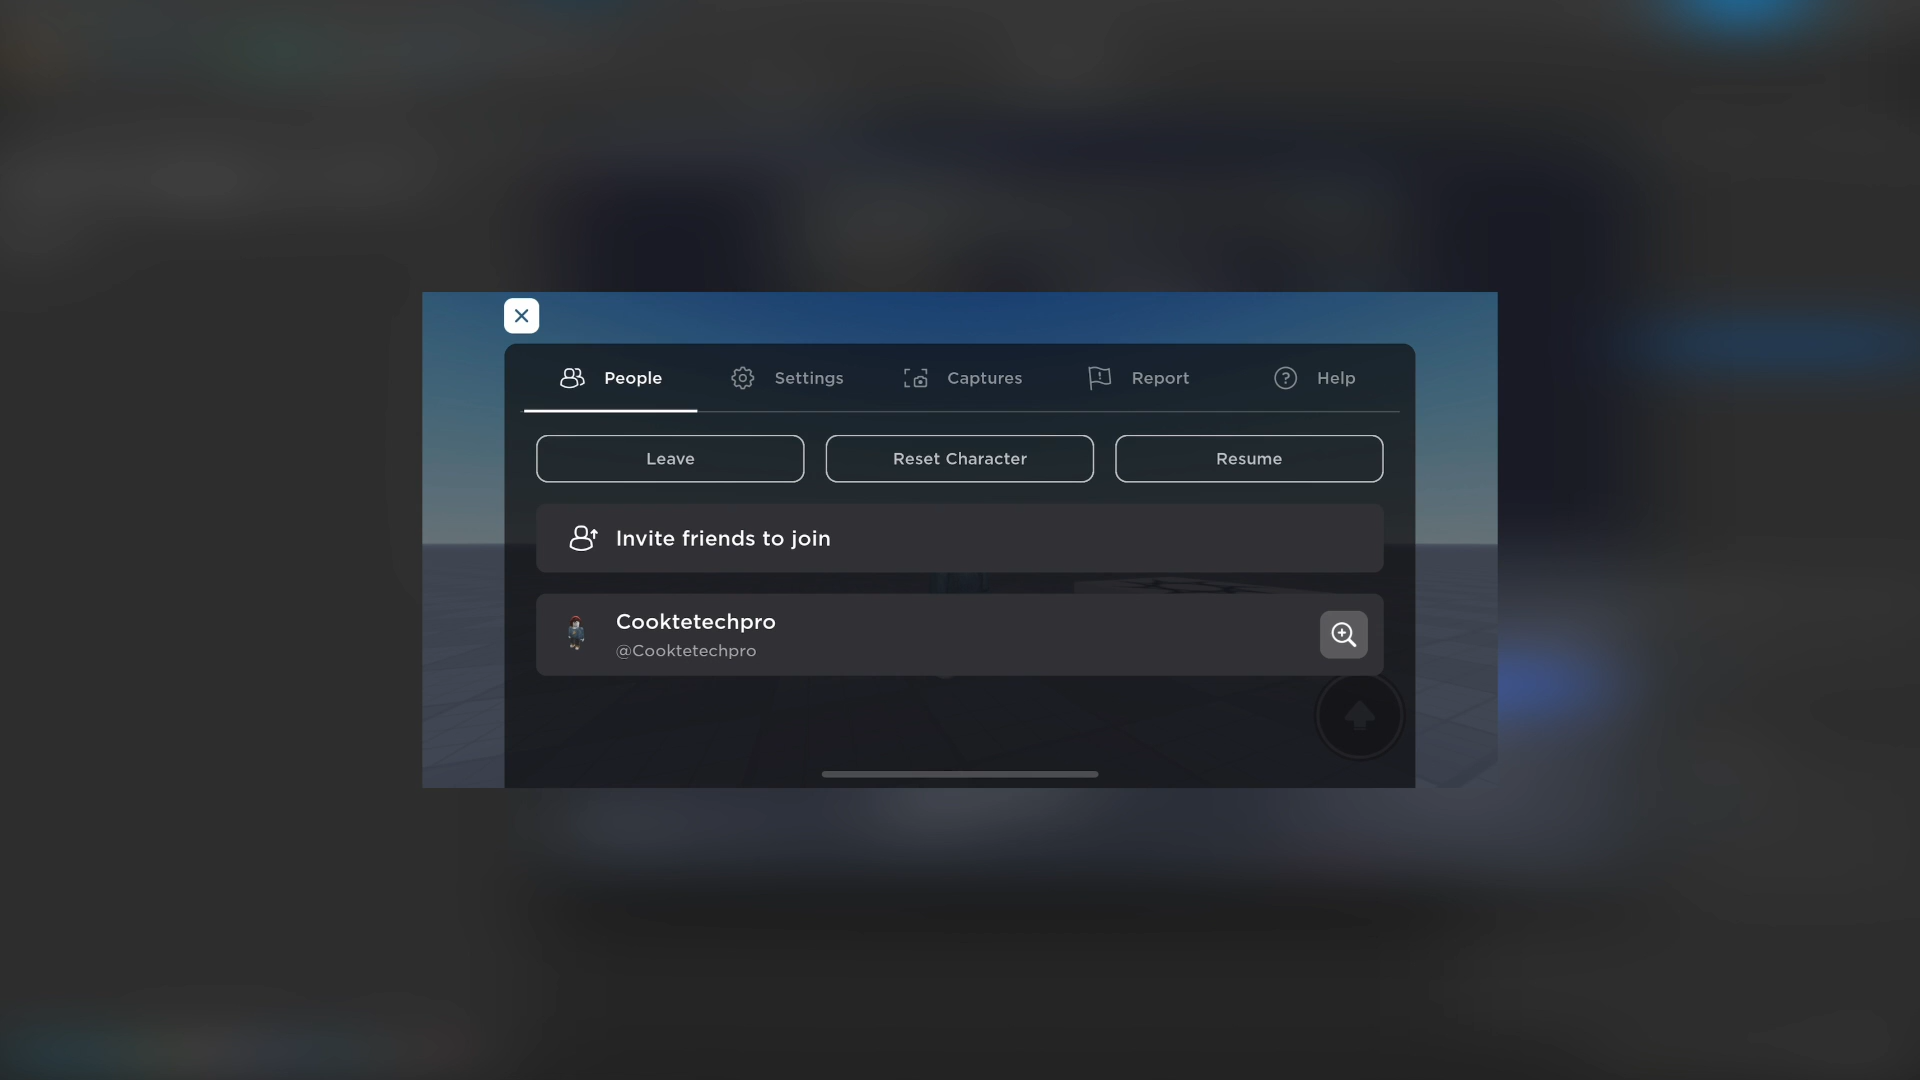 People
Settings
Captures
Report
Help
Leave
Reset Character
Resume
Invite friends to join
Cooktetechpro
@Cooktetechpro